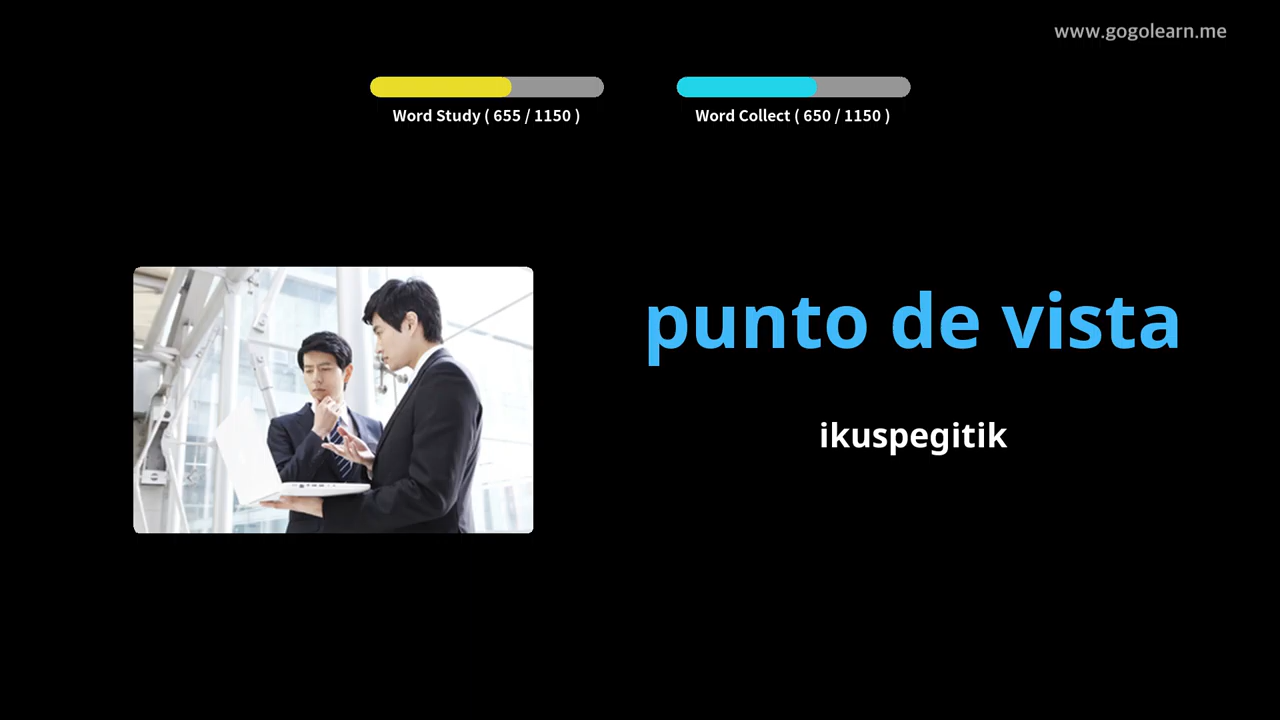 www.gogolearn.me
Word Study ( 655 / 1150 )
Word Collect ( 650 / 1150 )
punto de vista
ikuspegitik